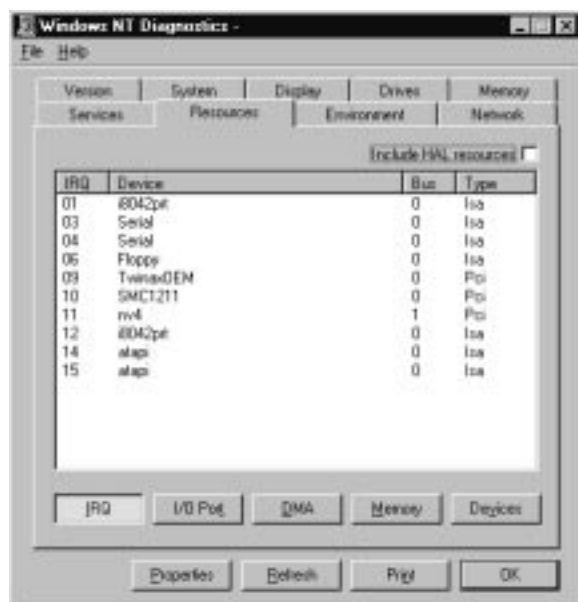 Windows NT Diagnostics -
File Help
Version System Display Drives Memory
Services Resources Environment Network
Include HAL resources
IRQ Device Bus Type
01 i8042prt 0 Isa
03 Serial 0 Isa
04 Serial 0 Isa
06 Floppy 0 Isa
09 TwinaxOEM 0 Pci
10 SMC1211 0 Pci
11 nv4 1 Pci
12 i8042prt 0 Isa
14 atapi 0 Isa
15 atapi 0 Isa
IRQ I/O Port DMA Memory Devices
Properties Refresh Print OK